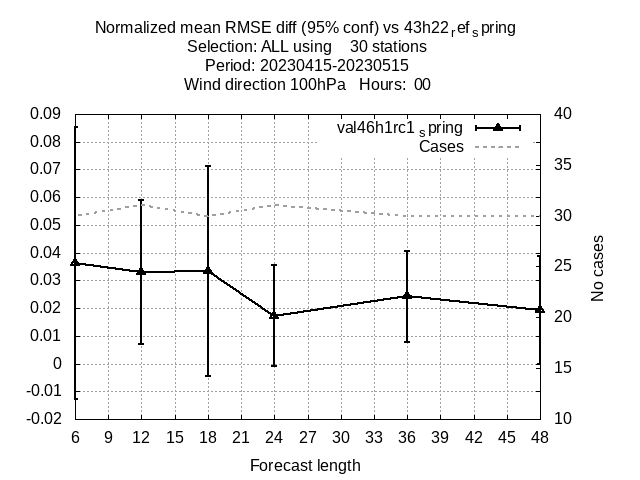 Normalized mean RMSE diff (95% conf) vs 43h22refspring
Selection: ALL using    30 stations
Period: 20230415-20230515
Wind direction 100hPa   Hours:  00
val46h1rc1spring
Cases
0.09
0.08
0.07
0.06
0.05
0.04
0.03
0.02
0.01
0
-0.01
-0.02
40
35
30
25
20
15
10
No cases
6 9 12 15 18 21 24 27 30 33 36 39 42 45 48
Forecast length